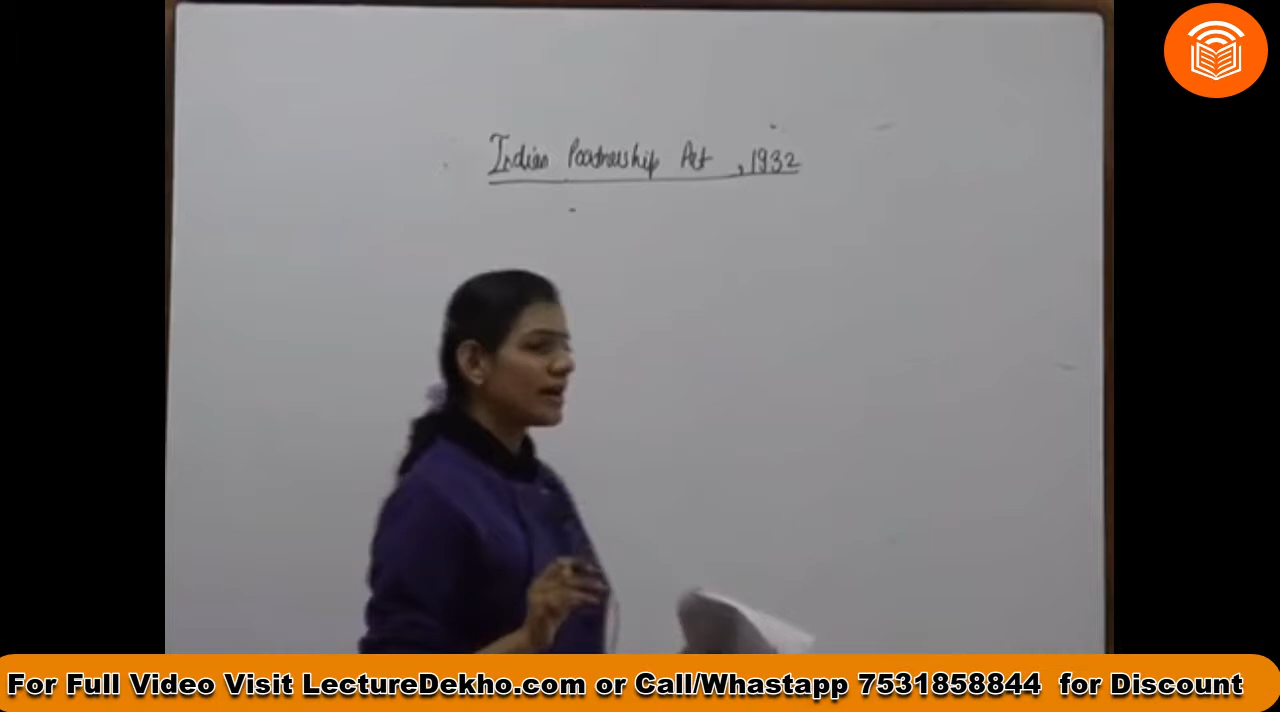 Indian Partnership Act , 1932
For Full Video Visit LectureDekho.com or Call/Whastapp 7531858844 for Discount